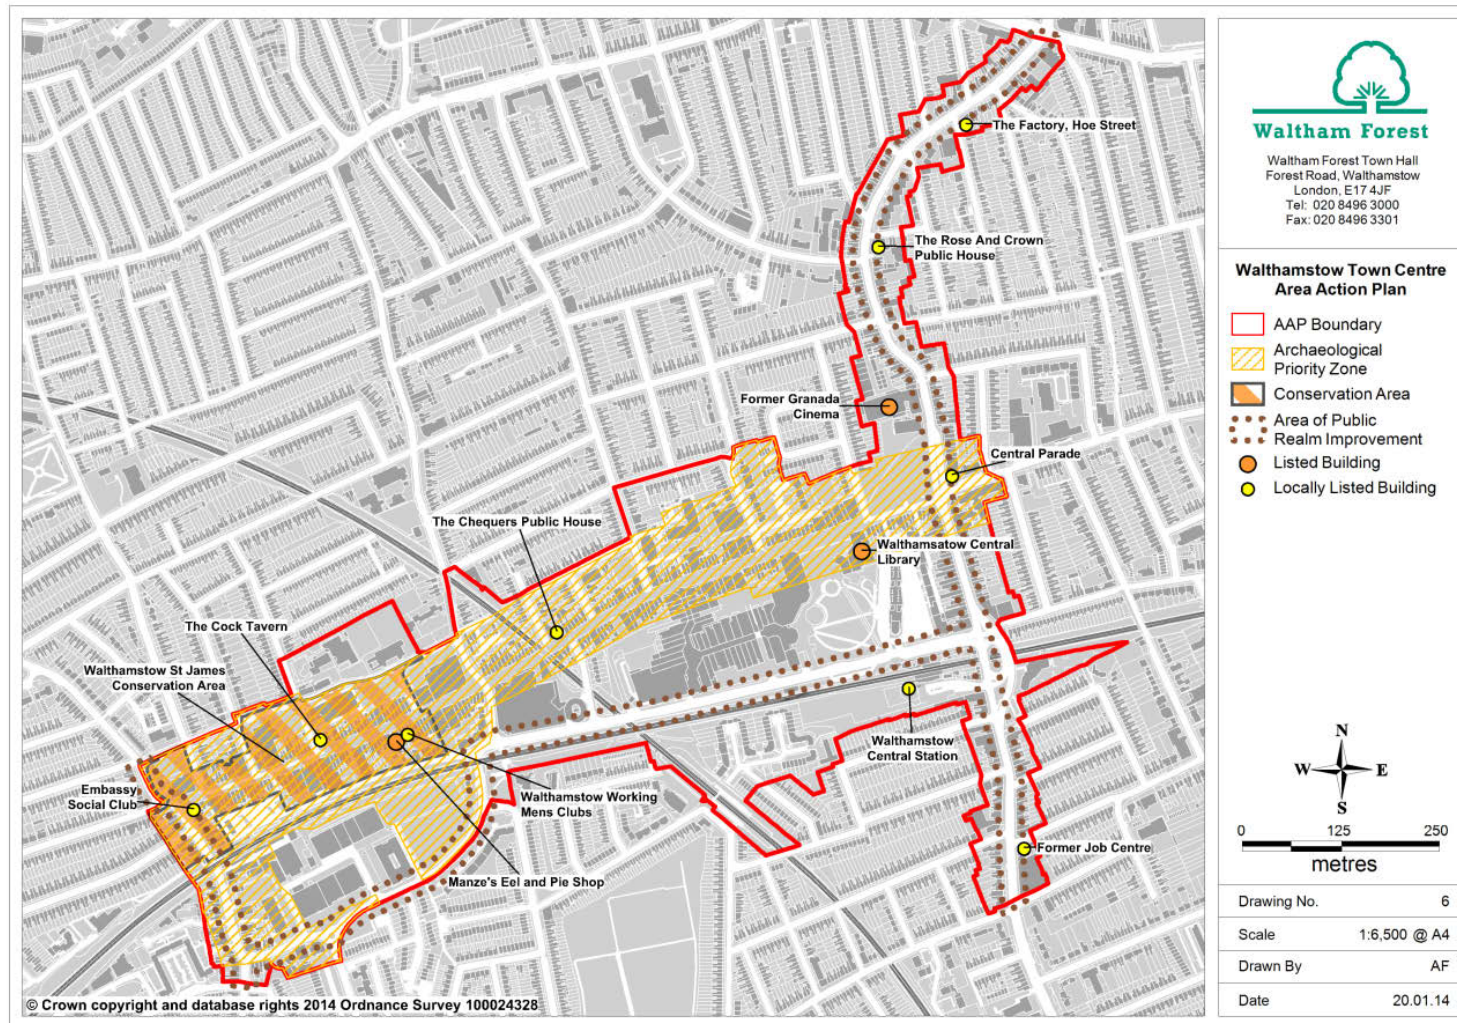 The Factory, Hoe Street
The Rose And Crown
Public House
Former Granada
Cinema
Central Parade
The Chequers Public House
Walthamsatow Central
Library
The Cock Tavern
Walthamstow St James
Conservation Area
Embassy
Social Club
Walthamstow Working
Mens Clubs
Walthamstow
Central Station
Manze's Eel and Pie Shop
Former Job Centre
© Crown copyright and database rights 2014 Ordnance Survey 100024328
Waltham Forest
Waltham Forest Town Hall
Forest Road, Walthamstow
London, E17 4JF
Tel: 020 8496 3000
Fax: 020 8496 3301
Walthamstow Town Centre
Area Action Plan
AAP Boundary
Archaeological
Priority Zone
Conservation Area
Area of Public
Realm Improvement
Listed Building
Locally Listed Building
N
W E
S
0 125 250
metres
Drawing No. 6
Scale 1:6,500 @ A4
Drawn By AF
Date 20.01.14